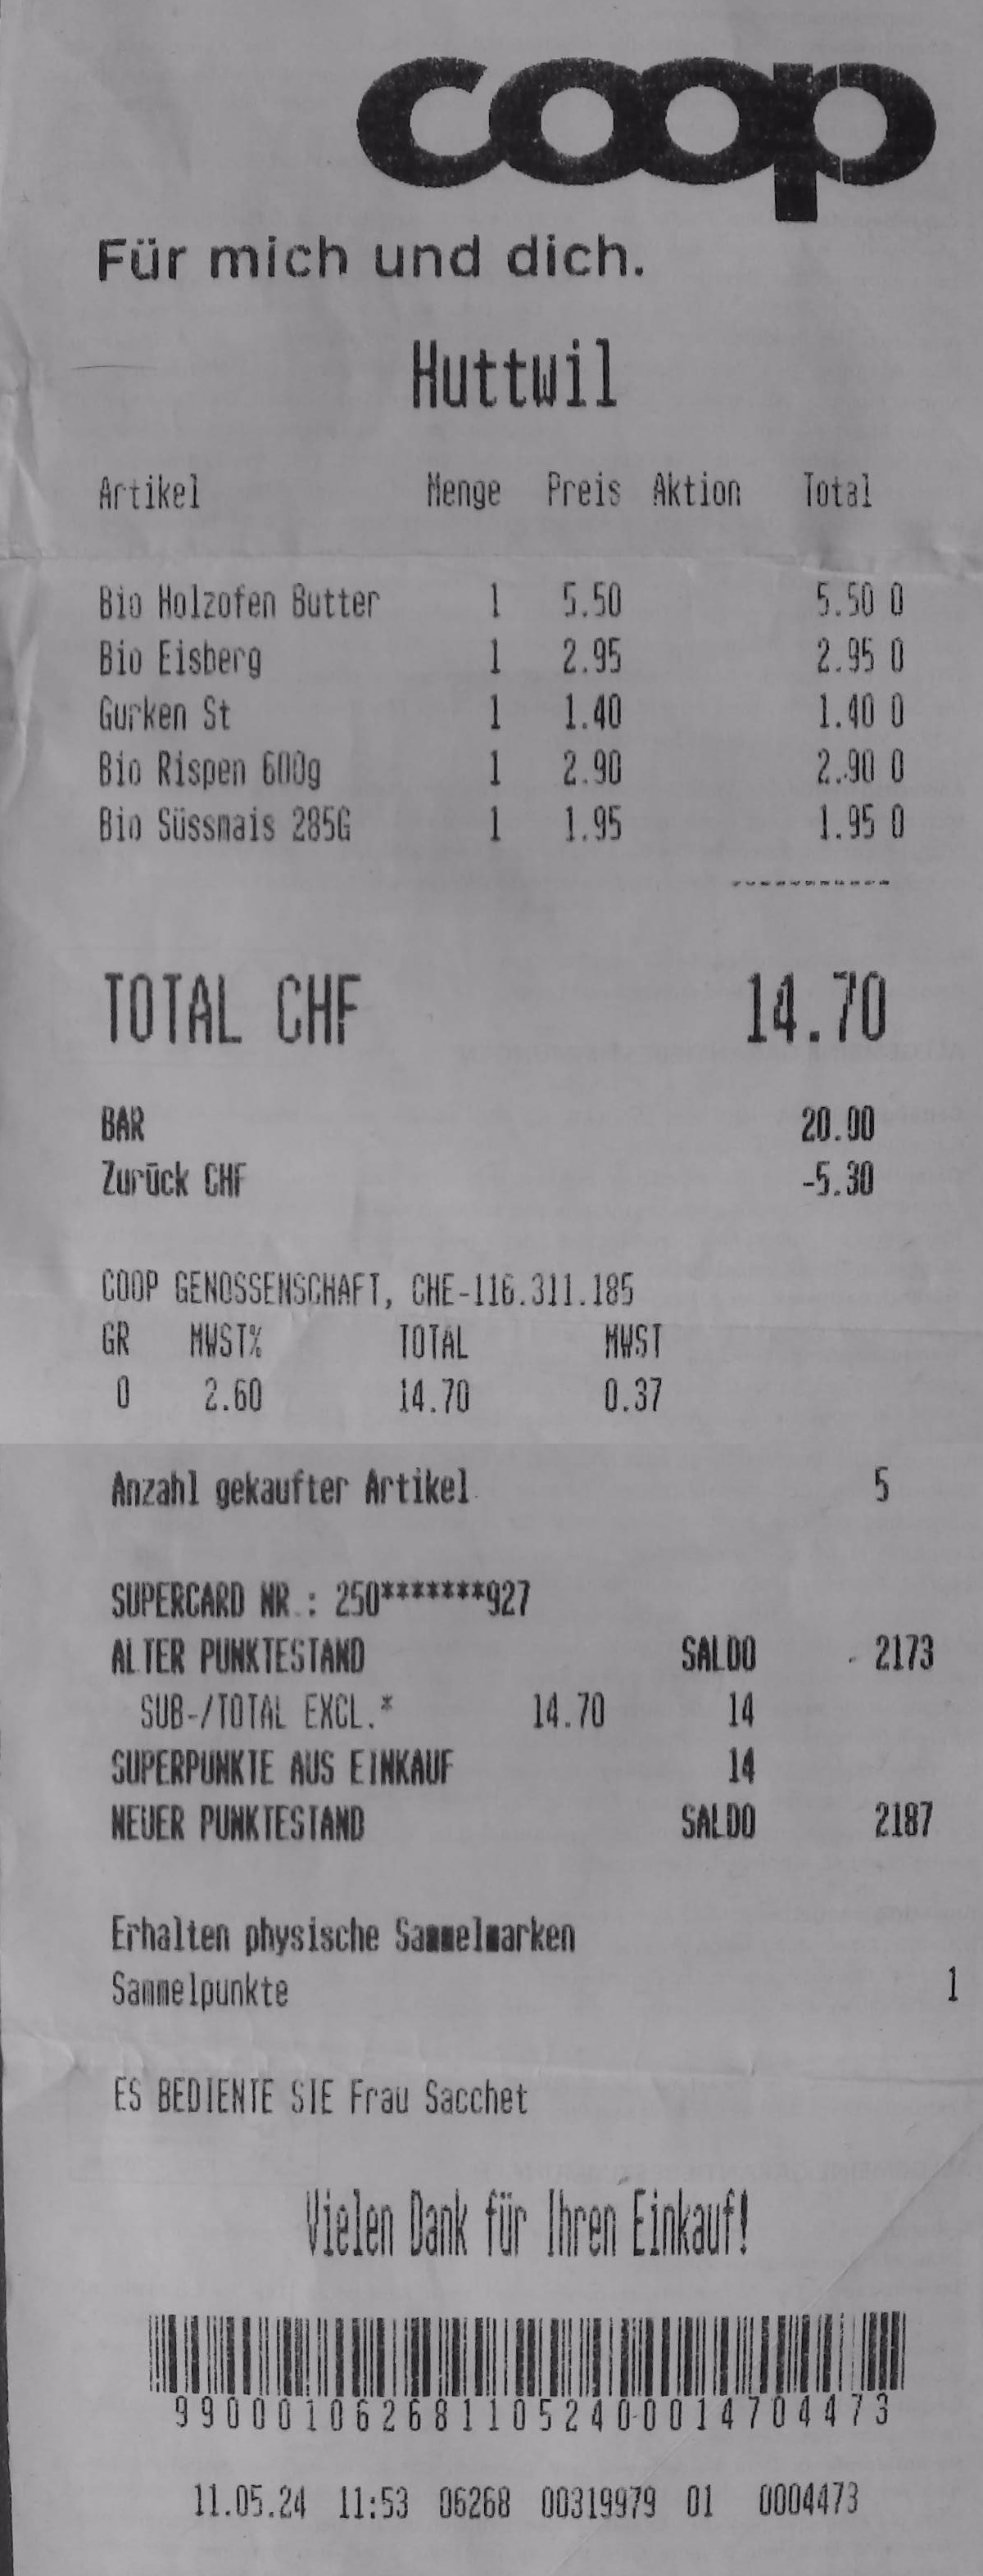 coop
Für mich und dich.
Huttwil
Artikel Menge Preis Aktion Total
Bio Holzofen Butter 1 5.50 5.50 0
Bio Eisberg 1 2.95 2.95 0
Gurken St 1 1.40 1.40 0
Bio Rispen 600g 1 2.90 2.90 0
Bio Süssmais 285G 1 1.95 1.95 0
TOTAL CHF 14.70
BAR 20.00
Zurück CHF -5.30
COOP GENOSSENSCHAFT, CHE-116.311.185
GR MWST% TOTAL MWST
0 2.60 14.70 0.37
Anzahl gekaufter Artikel 5
SUPERCARD NR.: 250*******927
ALTER PUNKTESTAND SALDO 2173
SUB-/TOTAL EXCL.* 14.70 14
SUPERPUNKTE AUS EINKAUF 14
NEUER PUNKTESTAND SALDO 2187
Erhalten physische Sammelmarken
Sammelpunkte 1
ES BEDIENTE SIE Frau Sacchet
Vielen Dank für Ihren Einkauf!
9900010626811052400014704473
11.05.24 11:53 06268 00319979 01 0004473